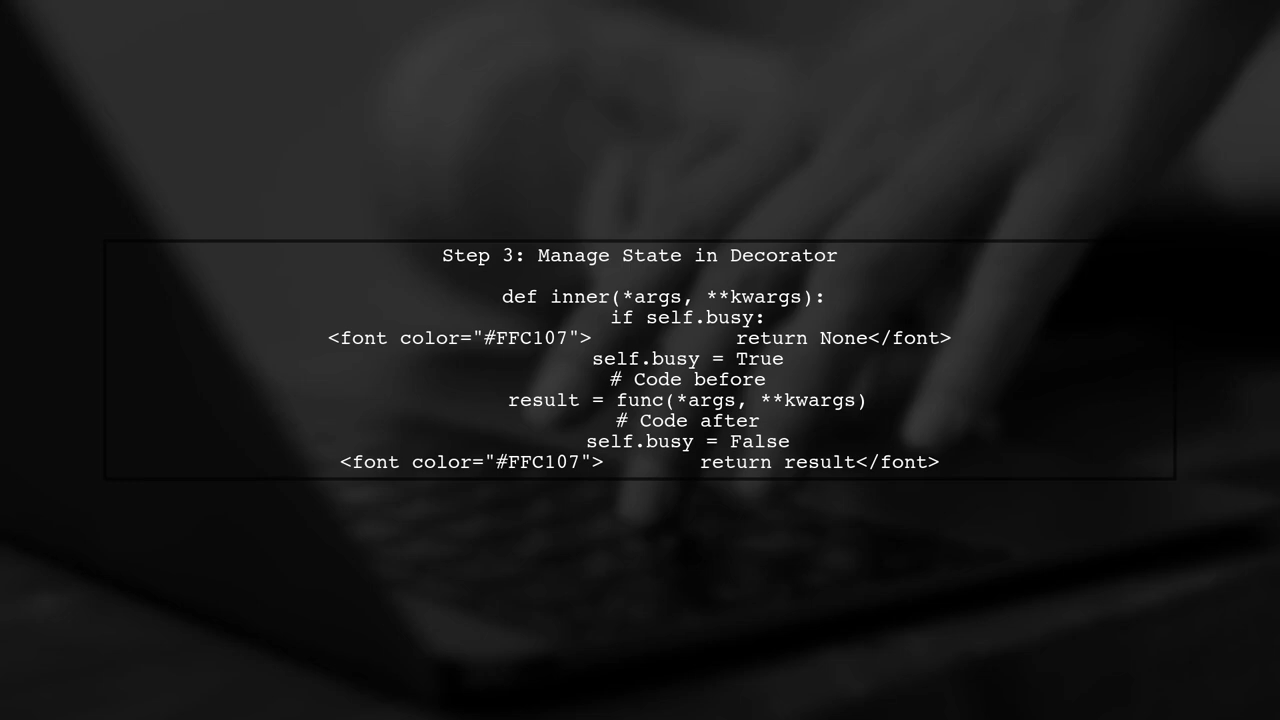 Step 3: Manage State in Decorator
def inner(*args, **kwargs):
if self.busy:
<font color="#FFC107">            return None</font>
self.busy = True
# Code before
result = func(*args, **kwargs)
# Code after
self.busy = False
<font color="#FFC107">        return result</font>